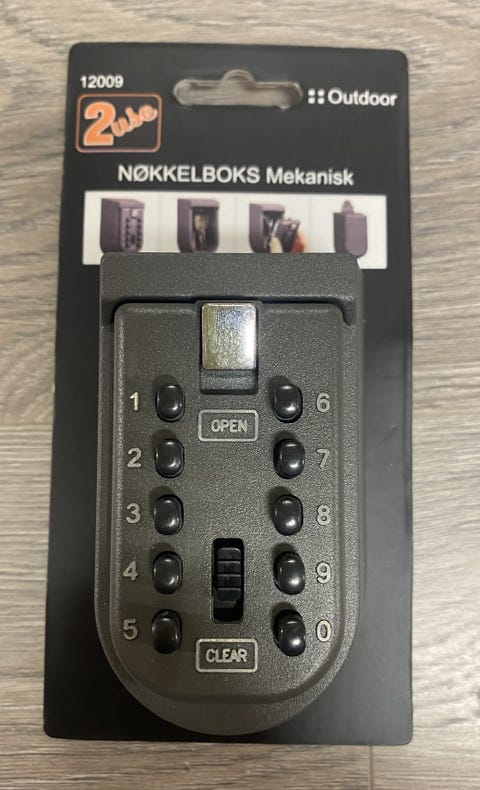 12009
2use
Outdoor
NØKKELBOKS Mekanisk
1 6
OPEN
2 7
3 8
4 9
5 0
CLEAR